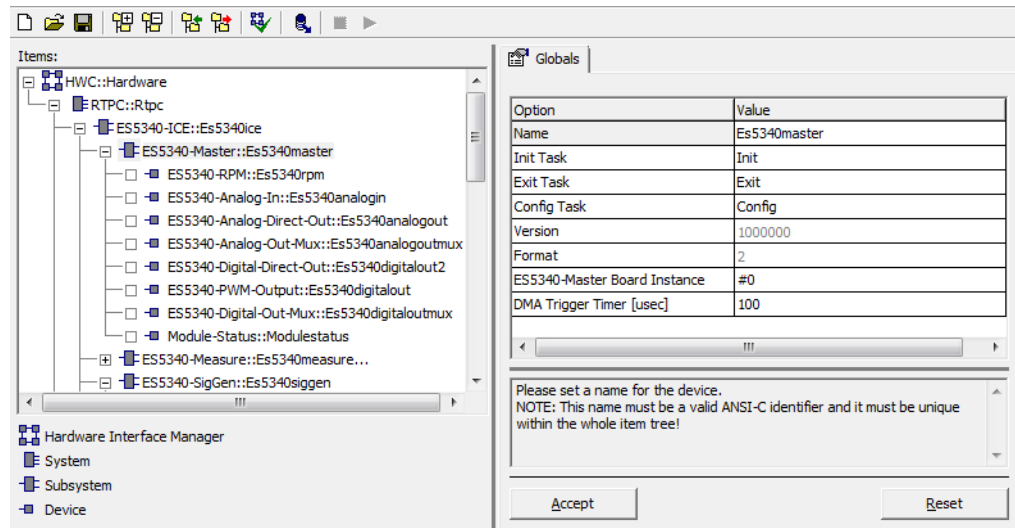 Items:
HWC::Hardware
RTPC::Rtpc
ES5340-ICE::Es5340ice
ES5340-Master::Es5340master
ES5340-RPM::Es5340rpm
ES5340-Analog-In::Es5340analogin
ES5340-Analog-Direct-Out::Es5340analogout
ES5340-Analog-Out-Mux::Es5340analogoutmux
ES5340-Digital-Direct-Out::Es5340digitalout2
ES5340-PWM-Output::Es5340digitalout
ES5340-Digital-Out-Mux::Es5340digitaloutmux
Module-Status::Modulestatus
ES5340-Measure::Es5340measure...
ES5340-SigGen::Es5340siggen
Hardware Interface Manager
System
Subsystem
Device
Globals
Option Value
Name Es5340master
Init Task Init
Exit Task Exit
Config Task Config
Version 1000000
Format 2
ES5340-Master Board Instance #0
DMA Trigger Timer [usec] 100
Please set a name for the device.
NOTE: This name must be a valid ANSI-C identifier and it must be unique
within the whole item tree!
Accept Reset